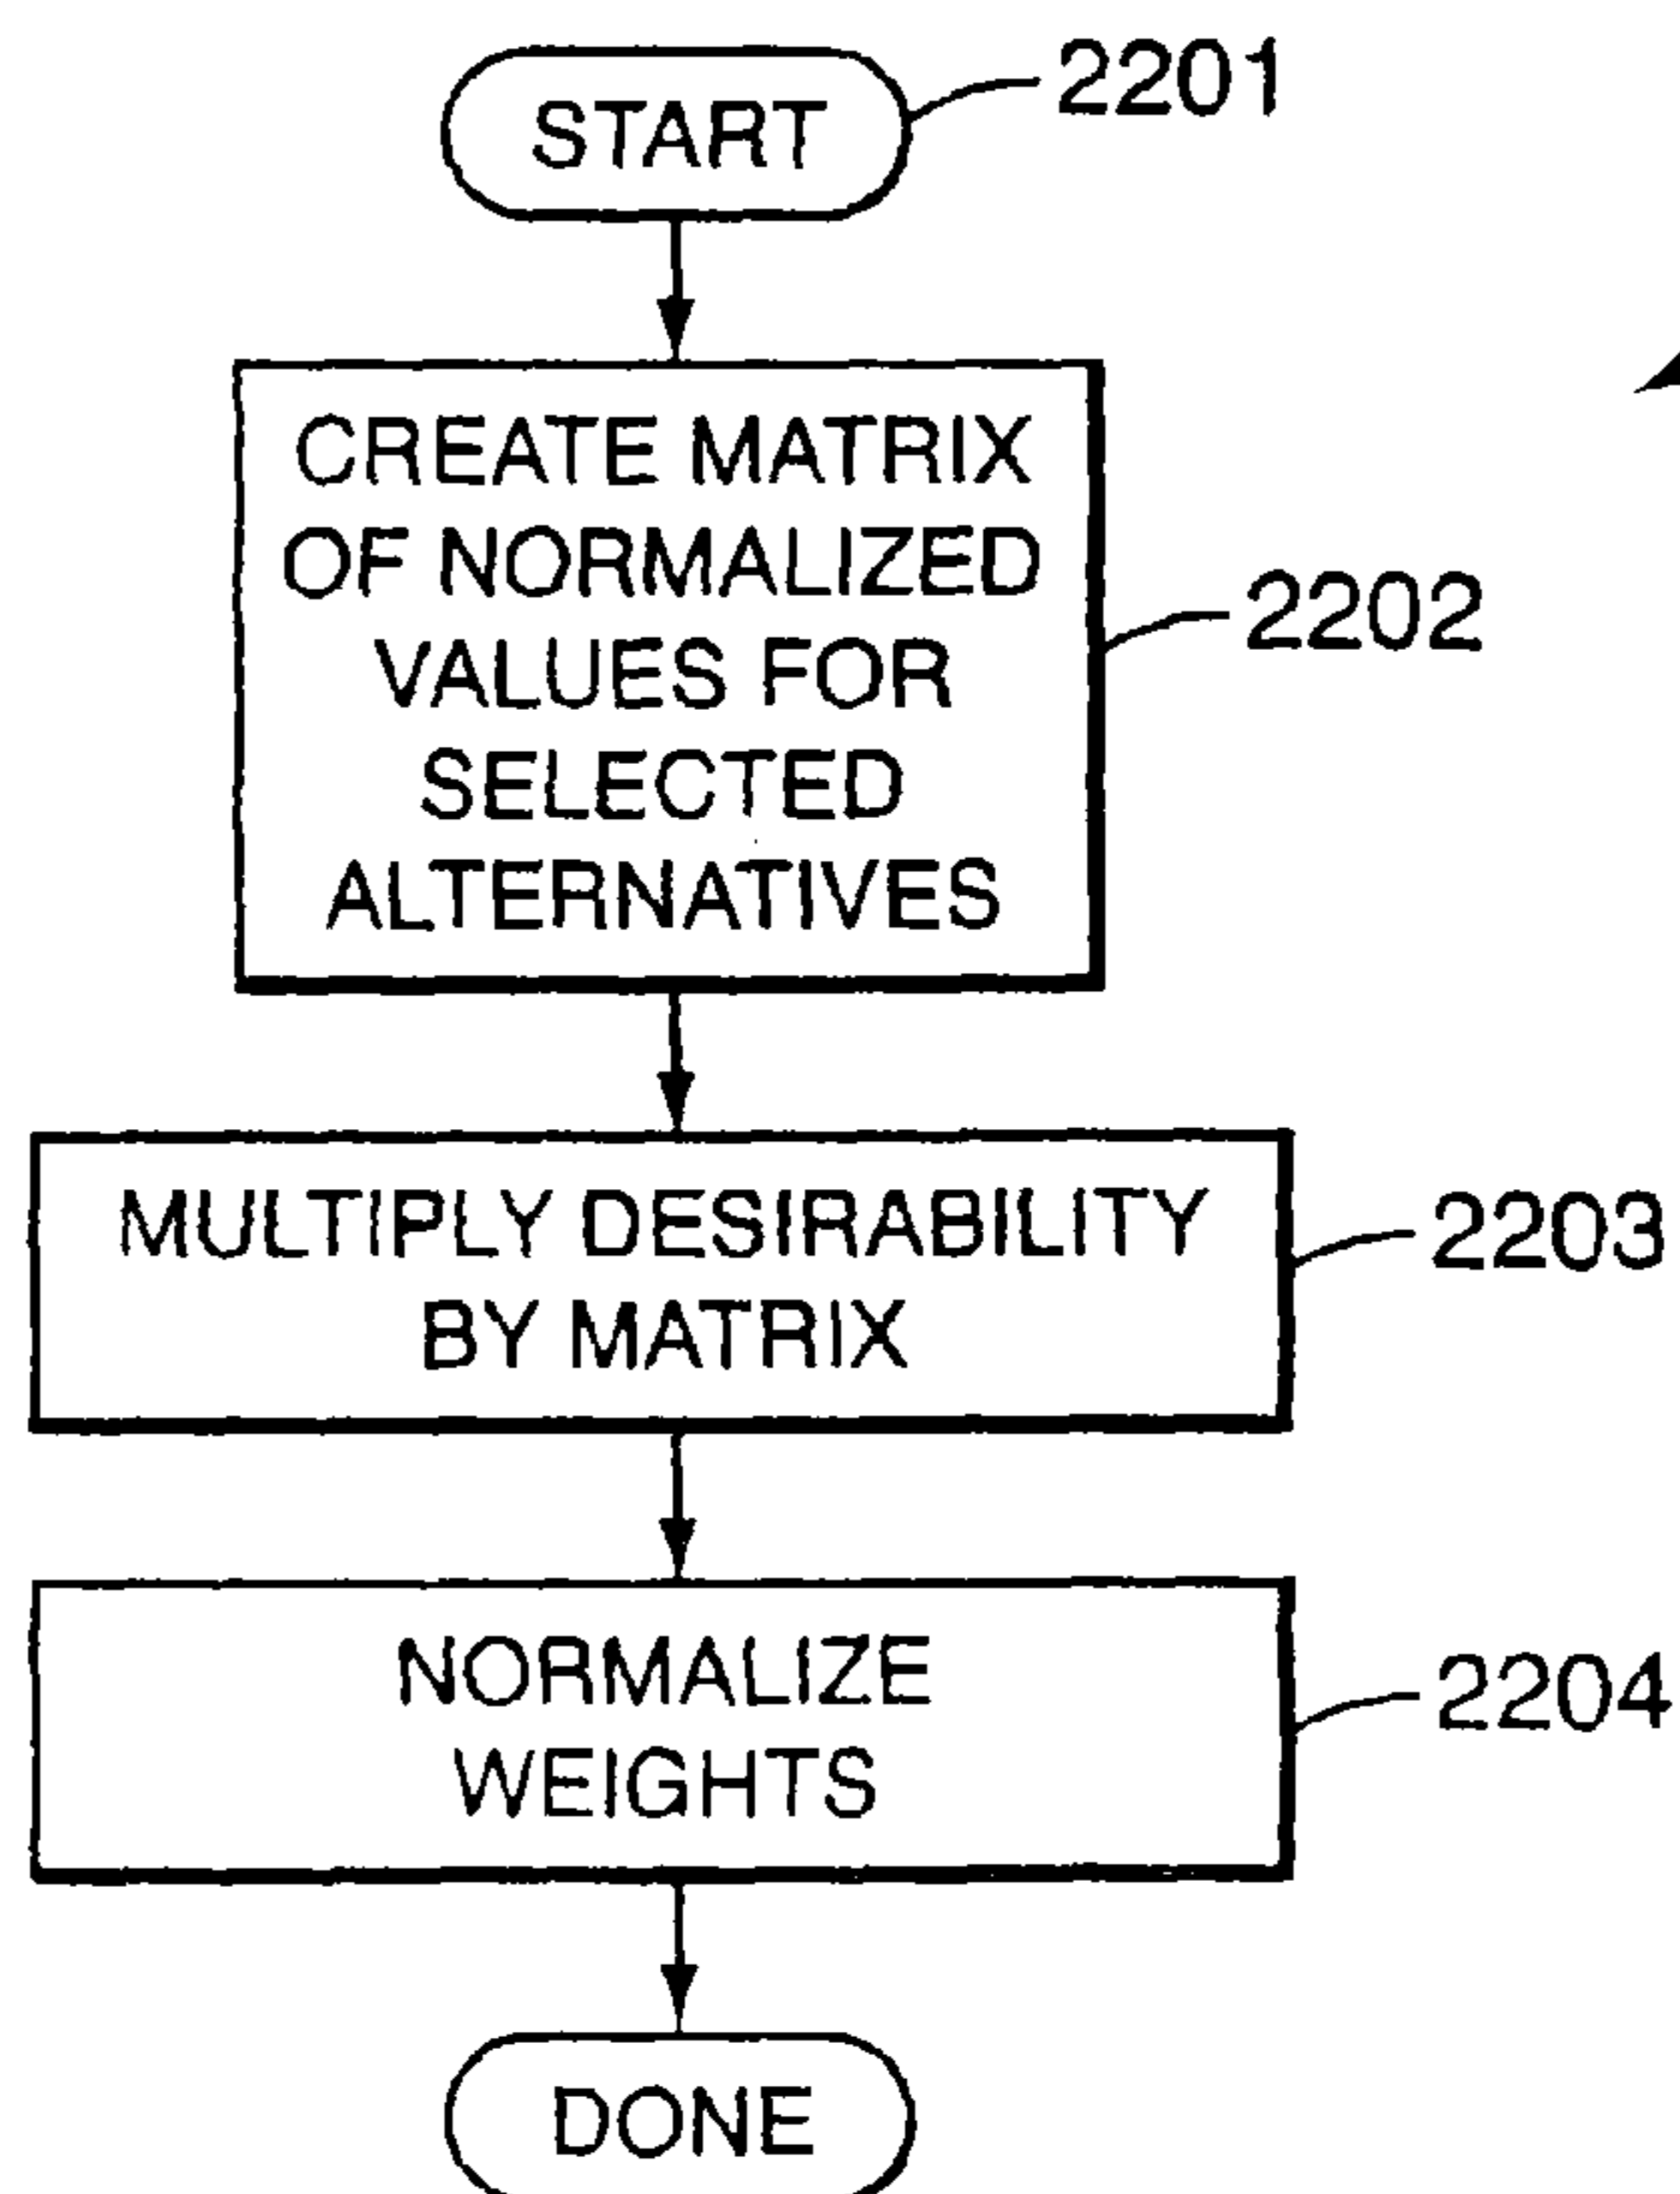 START
2201
CREATE MATRIX
OF NORMALIZED
VALUES FOR
SELECTED
ALTERNATIVES
2202
MULTIPLY DESIRABILITY
BY MATRIX
2203
NORMALIZE
WEIGHTS
2204
DONE